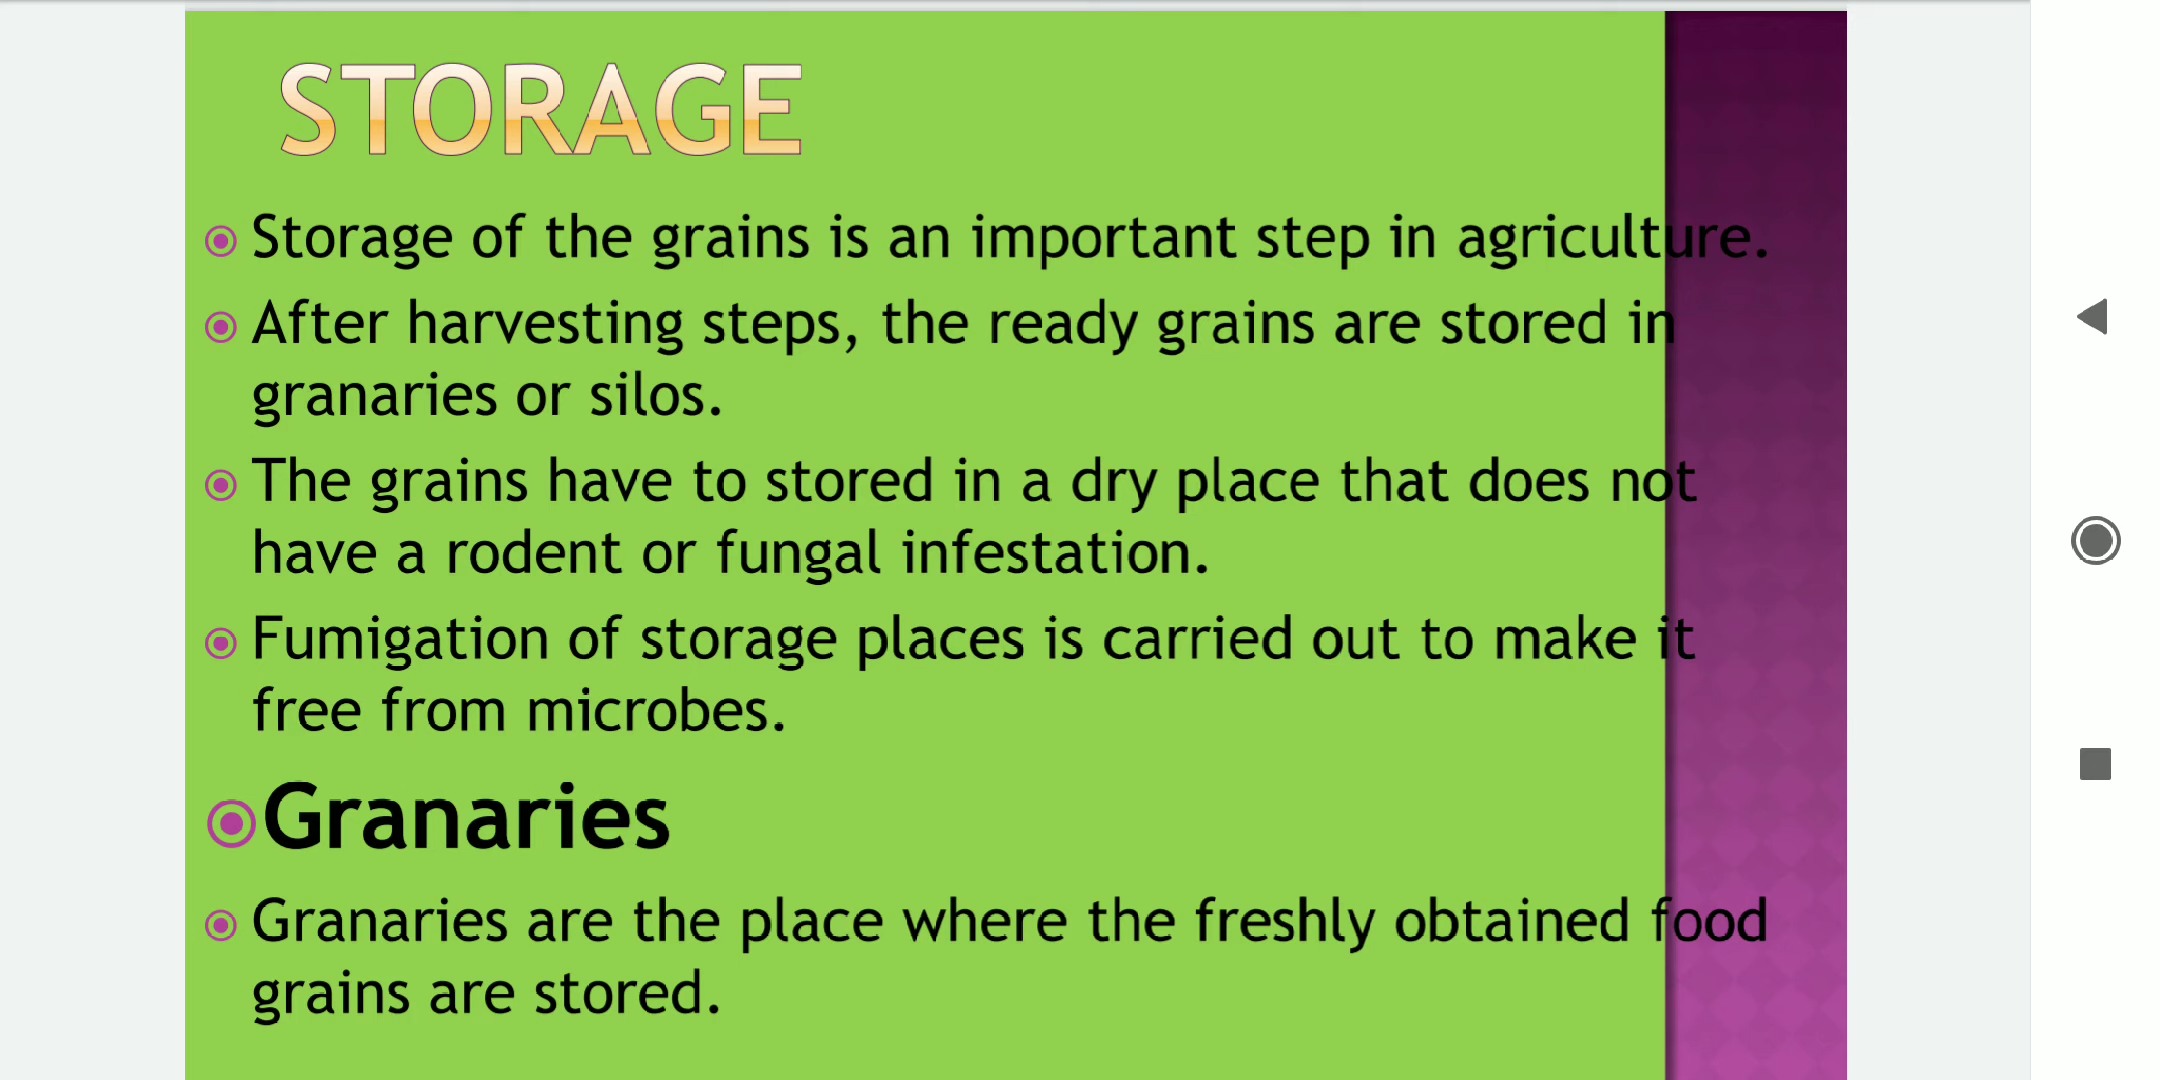 STORAGE
Storage of the grains is an important step in agriculture.
After harvesting steps, the ready grains are stored in
granaries or silos.
The grains have to stored in a dry place that does not
have a rodent or fungal infestation.
Fumigation of storage places is carried out to make it
free from microbes.
Granaries
Granaries are the place where the freshly obtained food
grains are stored.